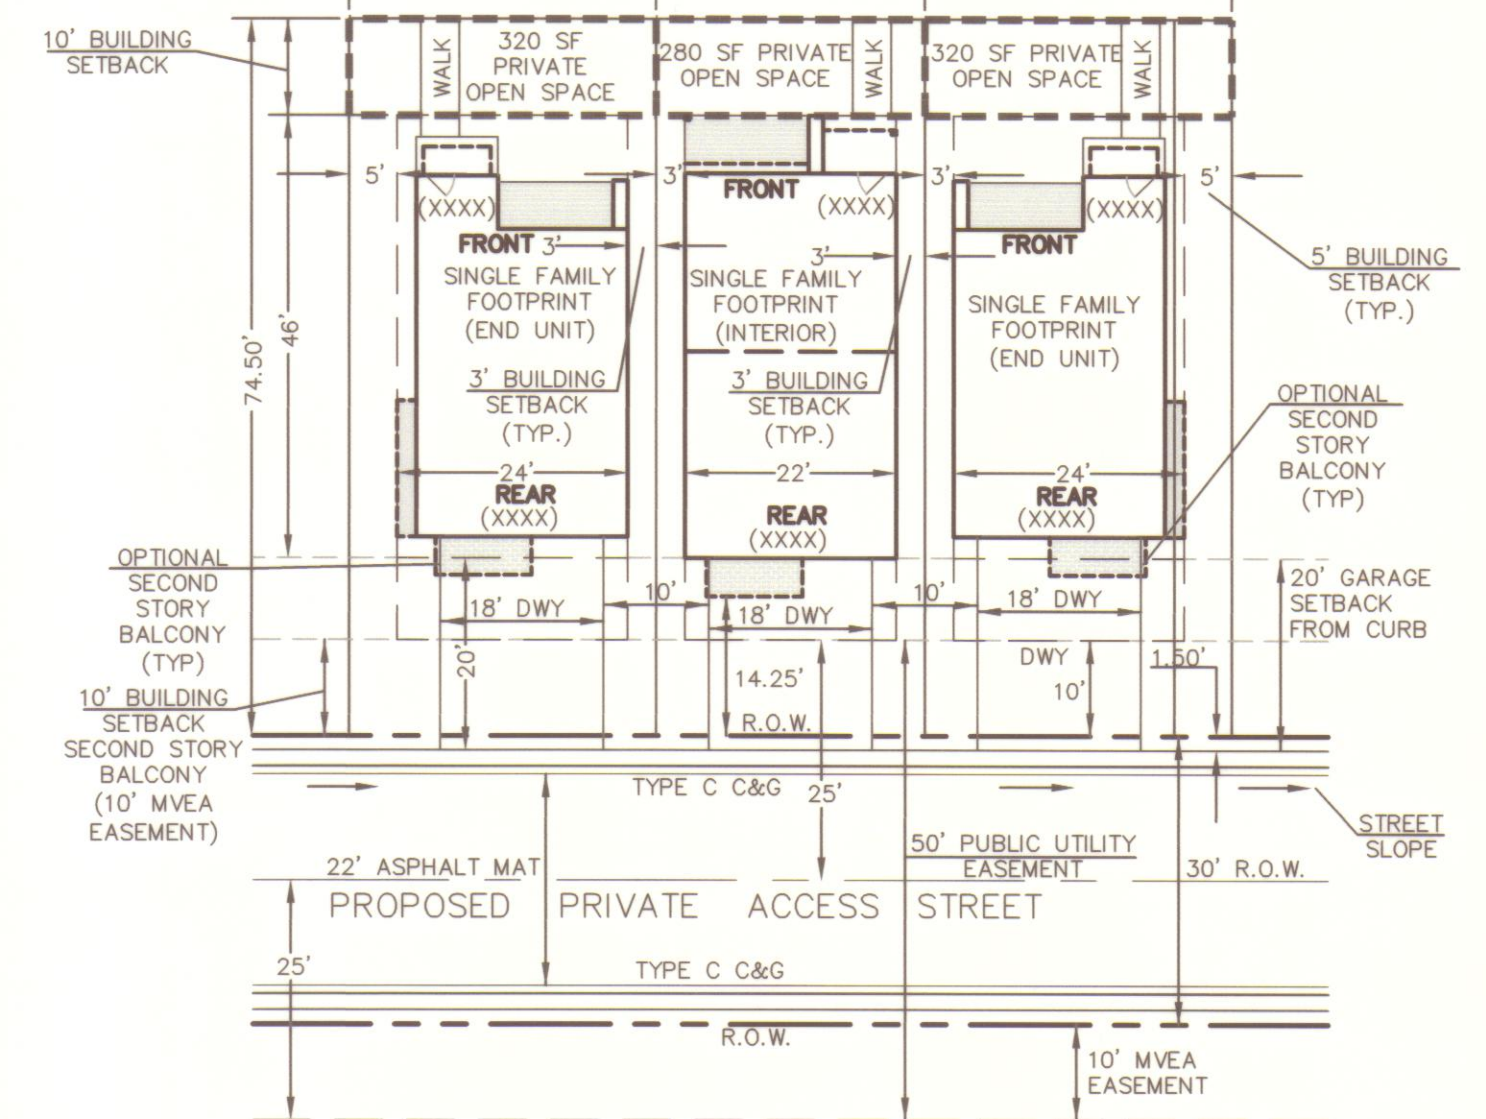 10' BUILDING
SETBACK
WALK
320 SF
PRIVATE
OPEN SPACE
280 SF PRIVATE
OPEN SPACE
WALK
320 SF PRIVATE
OPEN SPACE
WALK
5'
3'
3'
5'
(XXXX)
FRONT
3'
FRONT
(XXXX)
3'
(XXXX)
FRONT
SINGLE FAMILY
FOOTPRINT
(END UNIT)
SINGLE FAMILY
FOOTPRINT
(INTERIOR)
SINGLE FAMILY
FOOTPRINT
(END UNIT)
5' BUILDING
SETBACK
(TYP.)
74.50'
46'
3' BUILDING
SETBACK
(TYP.)
3' BUILDING
SETBACK
(TYP.)
OPTIONAL
SECOND
STORY
BALCONY
(TYP)
24'
REAR
(XXXX)
22'
REAR
(XXXX)
24'
REAR
(XXXX)
OPTIONAL
SECOND
STORY
BALCONY
(TYP)
18' DWY
10'
18' DWY
10'
18' DWY
20' GARAGE
SETBACK
FROM CURB
20'
14.25'
DWY
10'
1.50'
10' BUILDING
SETBACK
SECOND STORY
BALCONY
(10' MVEA
EASEMENT)
R.O.W.
TYPE C C&G
25'
STREET
SLOPE
50' PUBLIC UTILITY
EASEMENT
30' R.O.W.
22' ASPHALT MAT
PROPOSED PRIVATE ACCESS STREET
25'
TYPE C C&G
R.O.W.
10' MVEA
EASEMENT